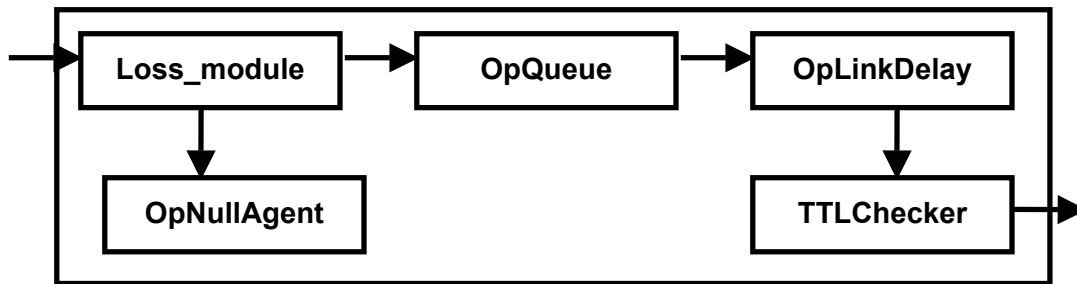 Loss_module
OpQueue
OpLinkDelay
OpNullAgent
TTLChecker